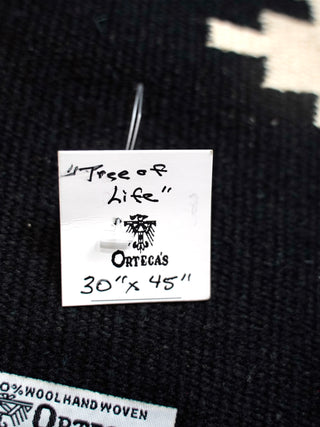 "Tree of
Life"
ORTEGA'S
30" x 45"
0% WOOL HAND WOVEN